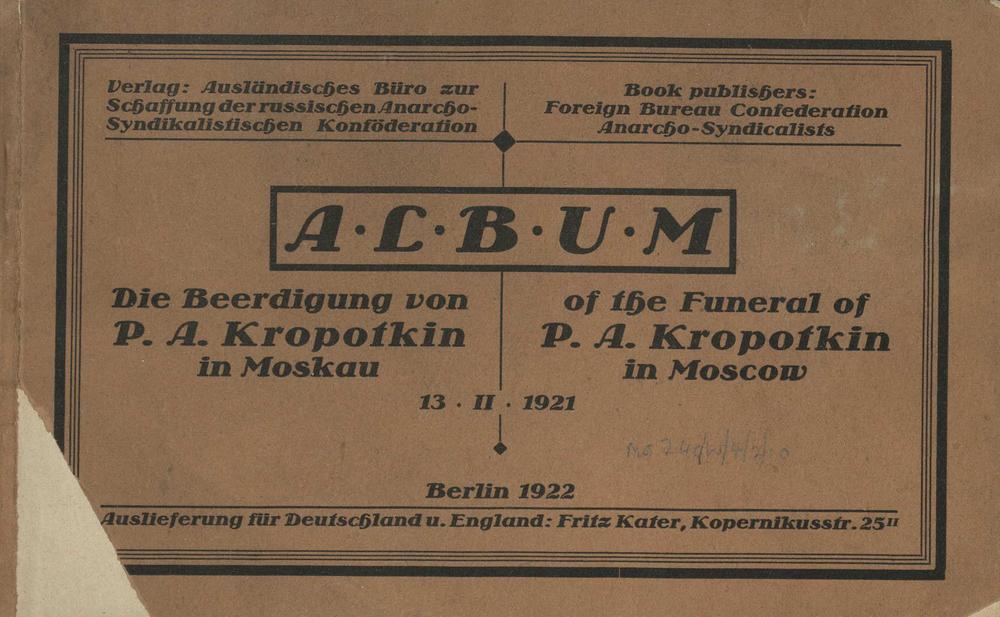 Verlag: Ausländisches Büro zur
Schaffung der russischen Anarcho-
Syndikalistischen Konföderation
Book publishers:
Foreign Bureau Confederation
Anarcho-Syndicalists
A·L·B·U·M
Die Beerdigung von
P. A. Kropotkin
in Moskau
of the Funeral of
P. A. Kropotkin
in Moscow
13 · II · 1921
Berlin 1922
Auslieferung für Deutschland u. England: Fritz Kater, Kopernikusstr. 25II